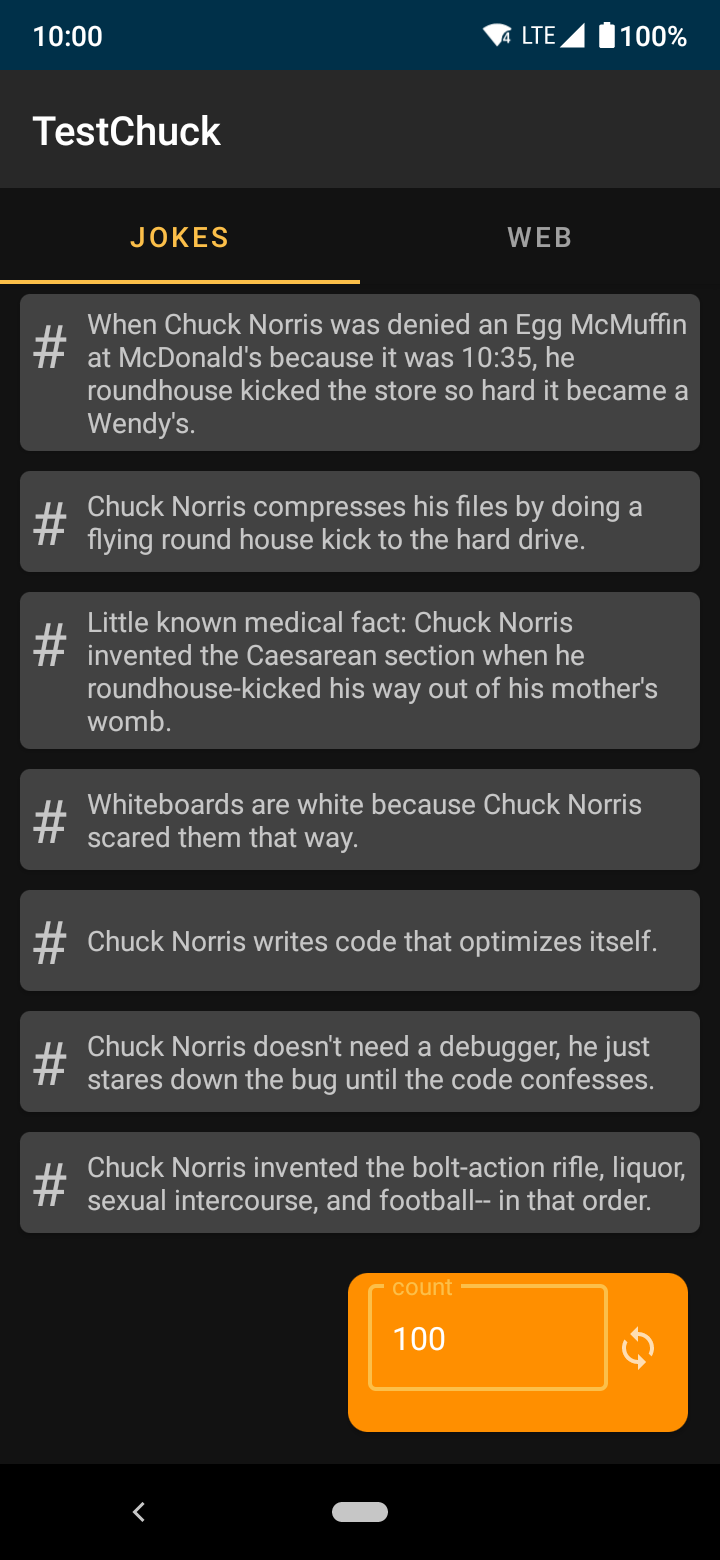 10:00 4 LTE 100%
TestChuck
JOKES WEB
# When Chuck Norris was denied an Egg McMuffin
at McDonald's because it was 10:35, he
roundhouse kicked the store so hard it became a
Wendy's.
# Chuck Norris compresses his files by doing a
flying round house kick to the hard drive.
# Little known medical fact: Chuck Norris
invented the Caesarean section when he
roundhouse-kicked his way out of his mother's
womb.
# Whiteboards are white because Chuck Norris
scared them that way.
# Chuck Norris writes code that optimizes itself.
# Chuck Norris doesn't need a debugger, he just
stares down the bug until the code confesses.
# Chuck Norris invented the bolt-action rifle, liquor,
sexual intercourse, and football-- in that order.
count
100